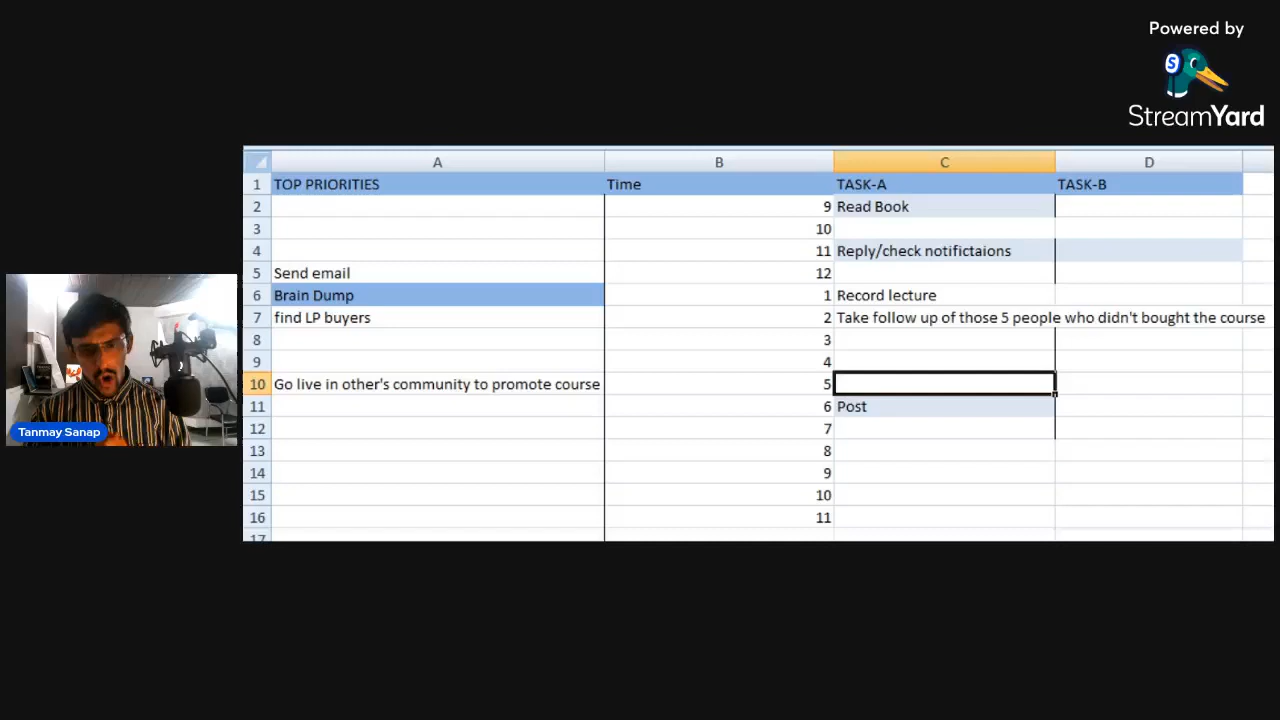 Powered by
S
StreamYard
A B C D
1 TOP PRIORITIES Time TASK-A TASK-B
2 9 Read Book
3 10
4 11 Reply/check notifictaions
5 Send email 12
6 Brain Dump 1 Record lecture
7 find LP buyers 2 Take follow up of those 5 people who didn't bought the course
8 3
9 4
10 Go live in other's community to promote course 5
11 6 Post
12 7
13 8
14 9
15 10
16 11
17
Tanmay Sanap